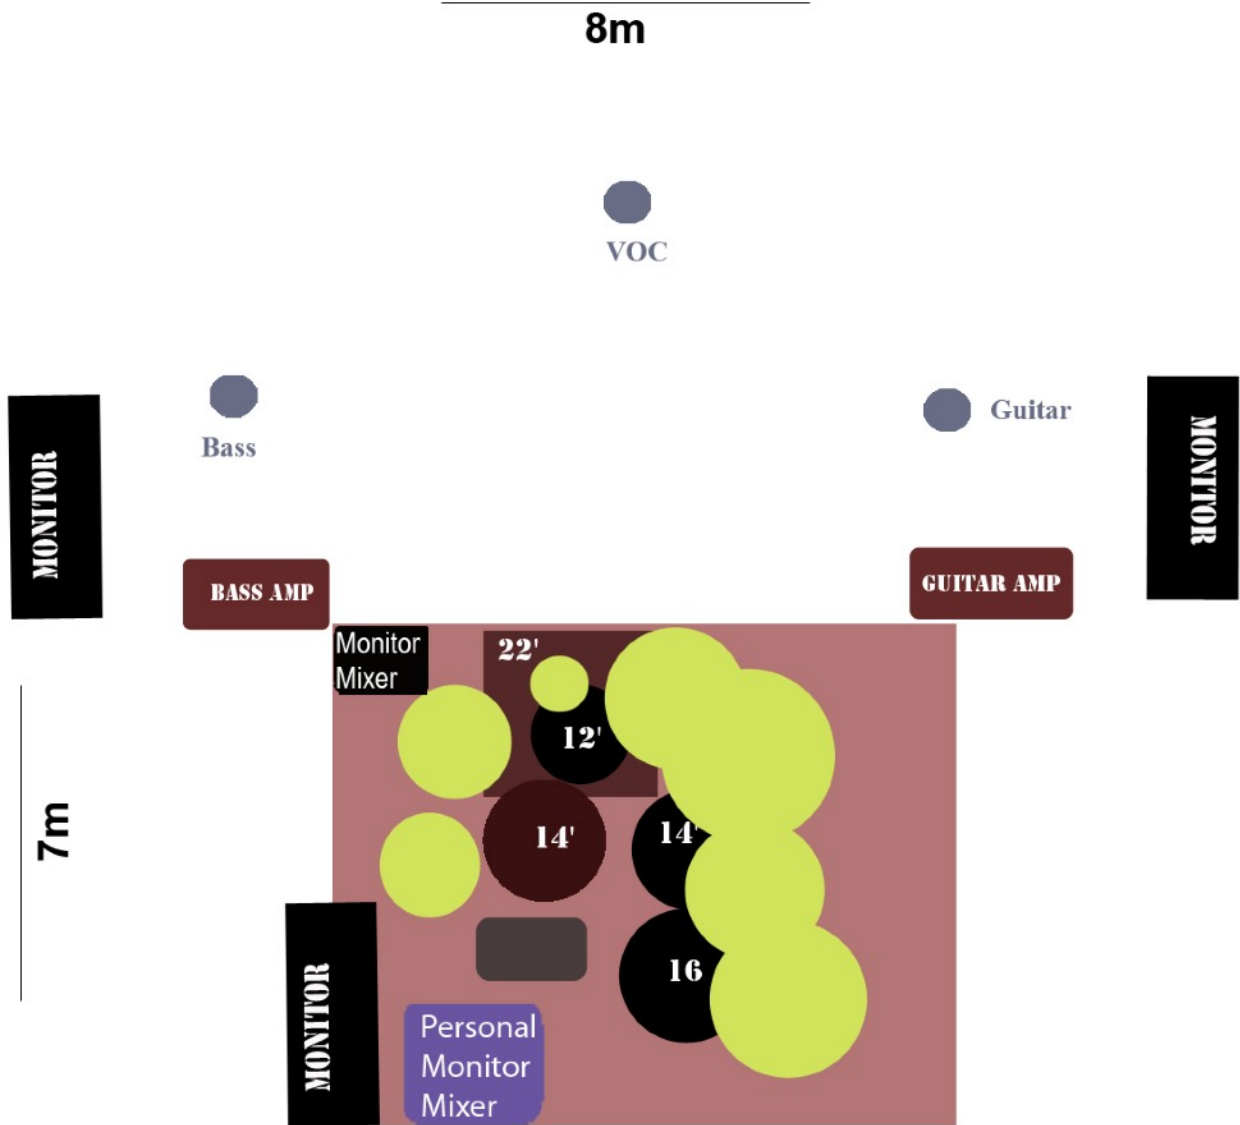 8m
VOC
Bass
Guitar
MONITOR
MONITOR
BASS AMP
GUITAR AMP
Monitor
Mixer
22'
12'
7m
14'
14'
16
MONITOR
Personal
Monitor
Mixer